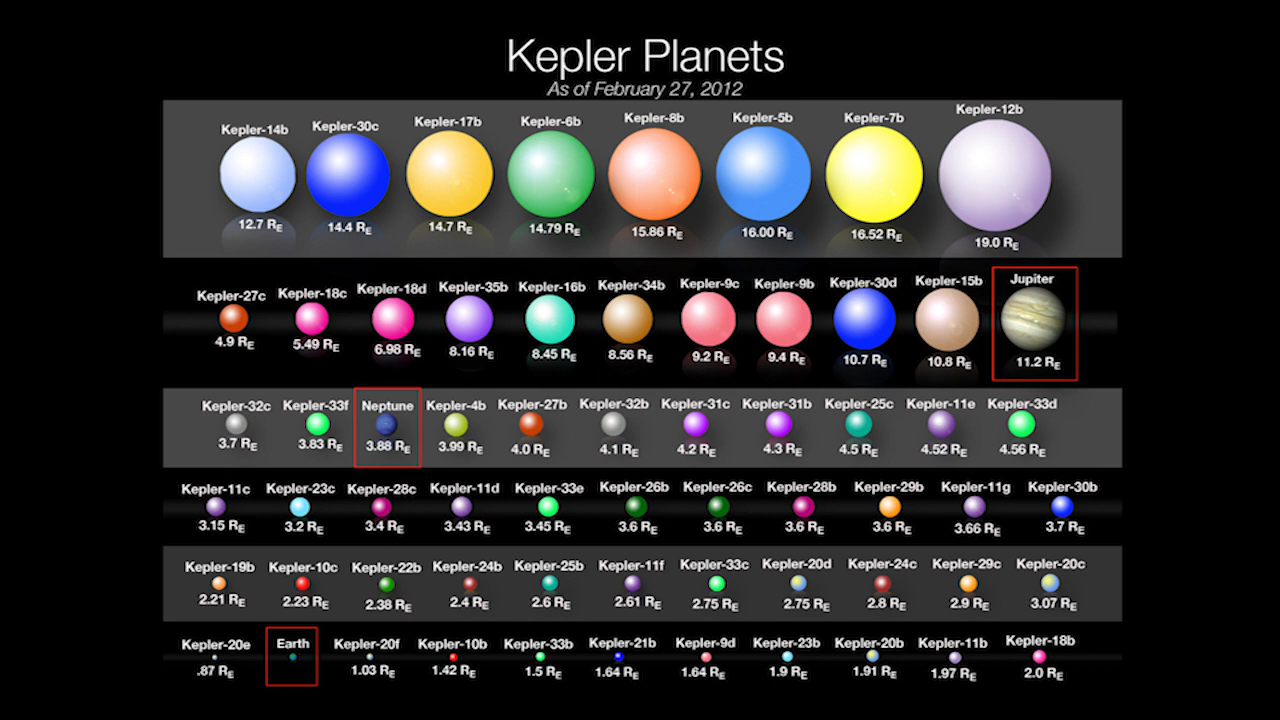 Kepler Planets
As of February 27, 2012
Kepler-14b Kepler-30c Kepler-17b Kepler-6b Kepler-8b Kepler-5b Kepler-7b Kepler-12b
12.7 RE 14.4 RE 14.7 RE 14.79 RE 15.86 RE 16.00 RE 16.52 RE 19.0 RE
Kepler-27c Kepler-18c Kepler-18d Kepler-35b Kepler-16b Kepler-34b Kepler-9c Kepler-9b Kepler-30d Kepler-15b Jupiter
4.9 RE 5.49 RE 6.98 RE 8.16 RE 8.45 RE 8.56 RE 9.2 RE 9.4 RE 10.7 RE 10.8 RE 11.2 RE
Kepler-32c Kepler-33f Neptune Kepler-4b Kepler-27b Kepler-32b Kepler-31c Kepler-31b Kepler-25c Kepler-11e Kepler-33d
3.7 RE 3.83 RE 3.88 RE 3.99 RE 4.0 RE 4.1 RE 4.2 RE 4.3 RE 4.5 RE 4.52 RE 4.56 RE
Kepler-11c Kepler-23c Kepler-28c Kepler-11d Kepler-33e Kepler-26b Kepler-26c Kepler-28b Kepler-29b Kepler-11g Kepler-30b
3.15 RE 3.2 RE 3.4 RE 3.43 RE 3.45 RE 3.6 RE 3.6 RE 3.6 RE 3.6 RE 3.66 RE 3.7 RE
Kepler-19b Kepler-10c Kepler-22b Kepler-24b Kepler-25b Kepler-11f Kepler-33c Kepler-20d Kepler-24c Kepler-29c Kepler-20c
2.21 RE 2.23 RE 2.38 RE 2.4 RE 2.6 RE 2.61 RE 2.75 RE 2.75 RE 2.8 RE 2.9 RE 3.07 RE
Kepler-20e Earth Kepler-20f Kepler-10b Kepler-33b Kepler-21b Kepler-9d Kepler-23b Kepler-20b Kepler-11b Kepler-18b
.87 RE 1.03 RE 1.42 RE 1.5 RE 1.64 RE 1.64 RE 1.9 RE 1.91 RE 1.97 RE 2.0 RE